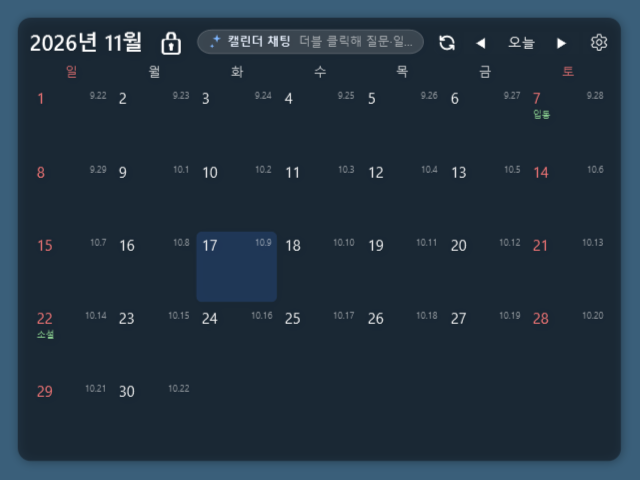 2026년 11월 캘린더 채팅 더블 클릭해 질문·일... 오늘
일 월 화 수 목 금 토
1 9.22 2 9.23 3 9.24 4 9.25 5 9.26 6 9.27 7 9.28
입동
8 9.29 9 10.1 10 10.2 11 10.3 12 10.4 13 10.5 14 10.6
15 10.7 16 10.8 17 10.9 18 10.10 19 10.11 20 10.12 21 10.13
22 10.14 23 10.15 24 10.16 25 10.17 26 10.18 27 10.19 28 10.20
소설
29 10.21 30 10.22